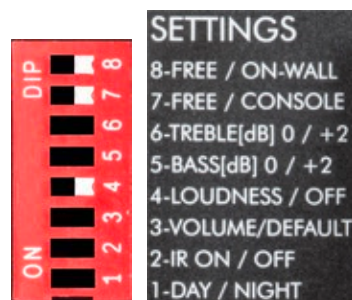 SETTINGS
8-FREE / ON-WALL
7-FREE / CONSOLE
6-TREBLE[dB] 0 / +2
5-BASS[dB] 0 / +2
4-LOUDNESS / OFF
3-VOLUME/DEFAULT
2-IR ON / OFF
1-DAY / NIGHT
ON DIP
1 2 3 4 5 6 7 8